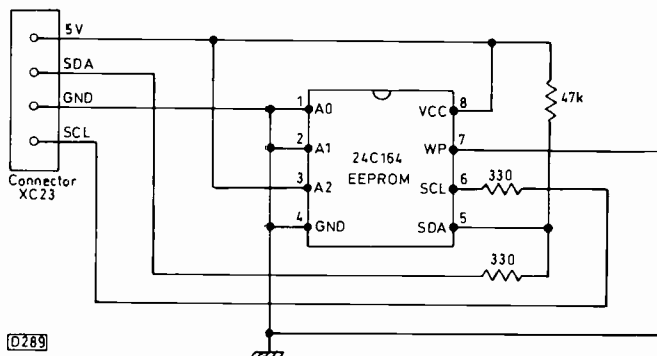 5V
SDA
GND
SCL
Connector
XC23
1 A0
2 A1
3 A2
4 GND
24C164
EEPROM
VCC 8
WP 7
SCL 6
SDA 5
330
330
47k
D289